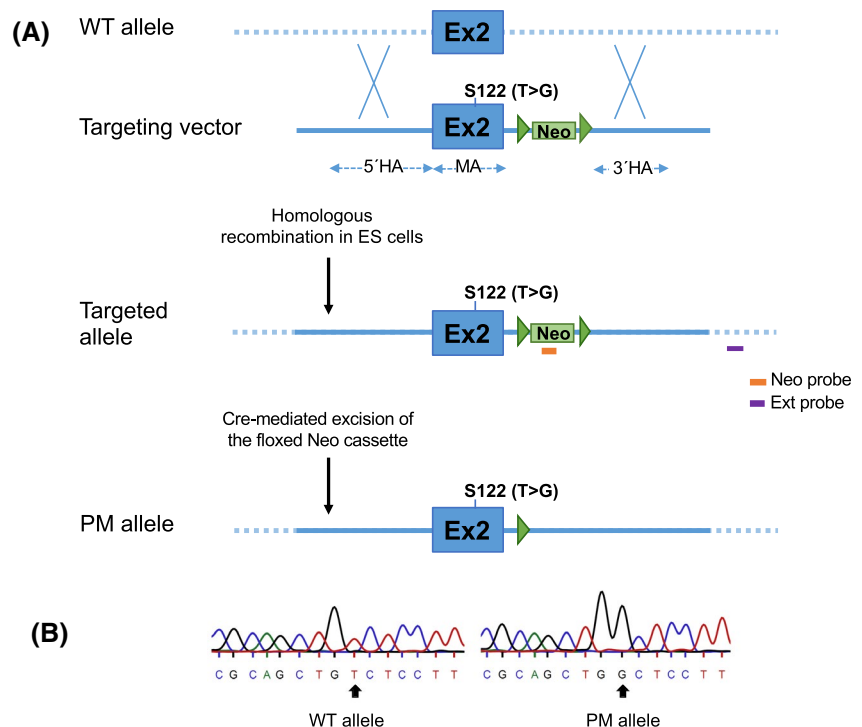 (A)
WT allele
Ex2
S122 (T>G)
Targeting vector
Ex2
Neo
5´HA
MA
3´HA
Homologous
recombination in ES cells
S122 (T>G)
Targeted
allele
Ex2
Neo
Neo probe
Ext probe
Cre-mediated excision of
the floxed Neo cassette
S122 (T>G)
PM allele
Ex2
(B)
C G C A G C T G T C T C C T T
C G C A G C T G G C T C C T T
WT allele
PM allele